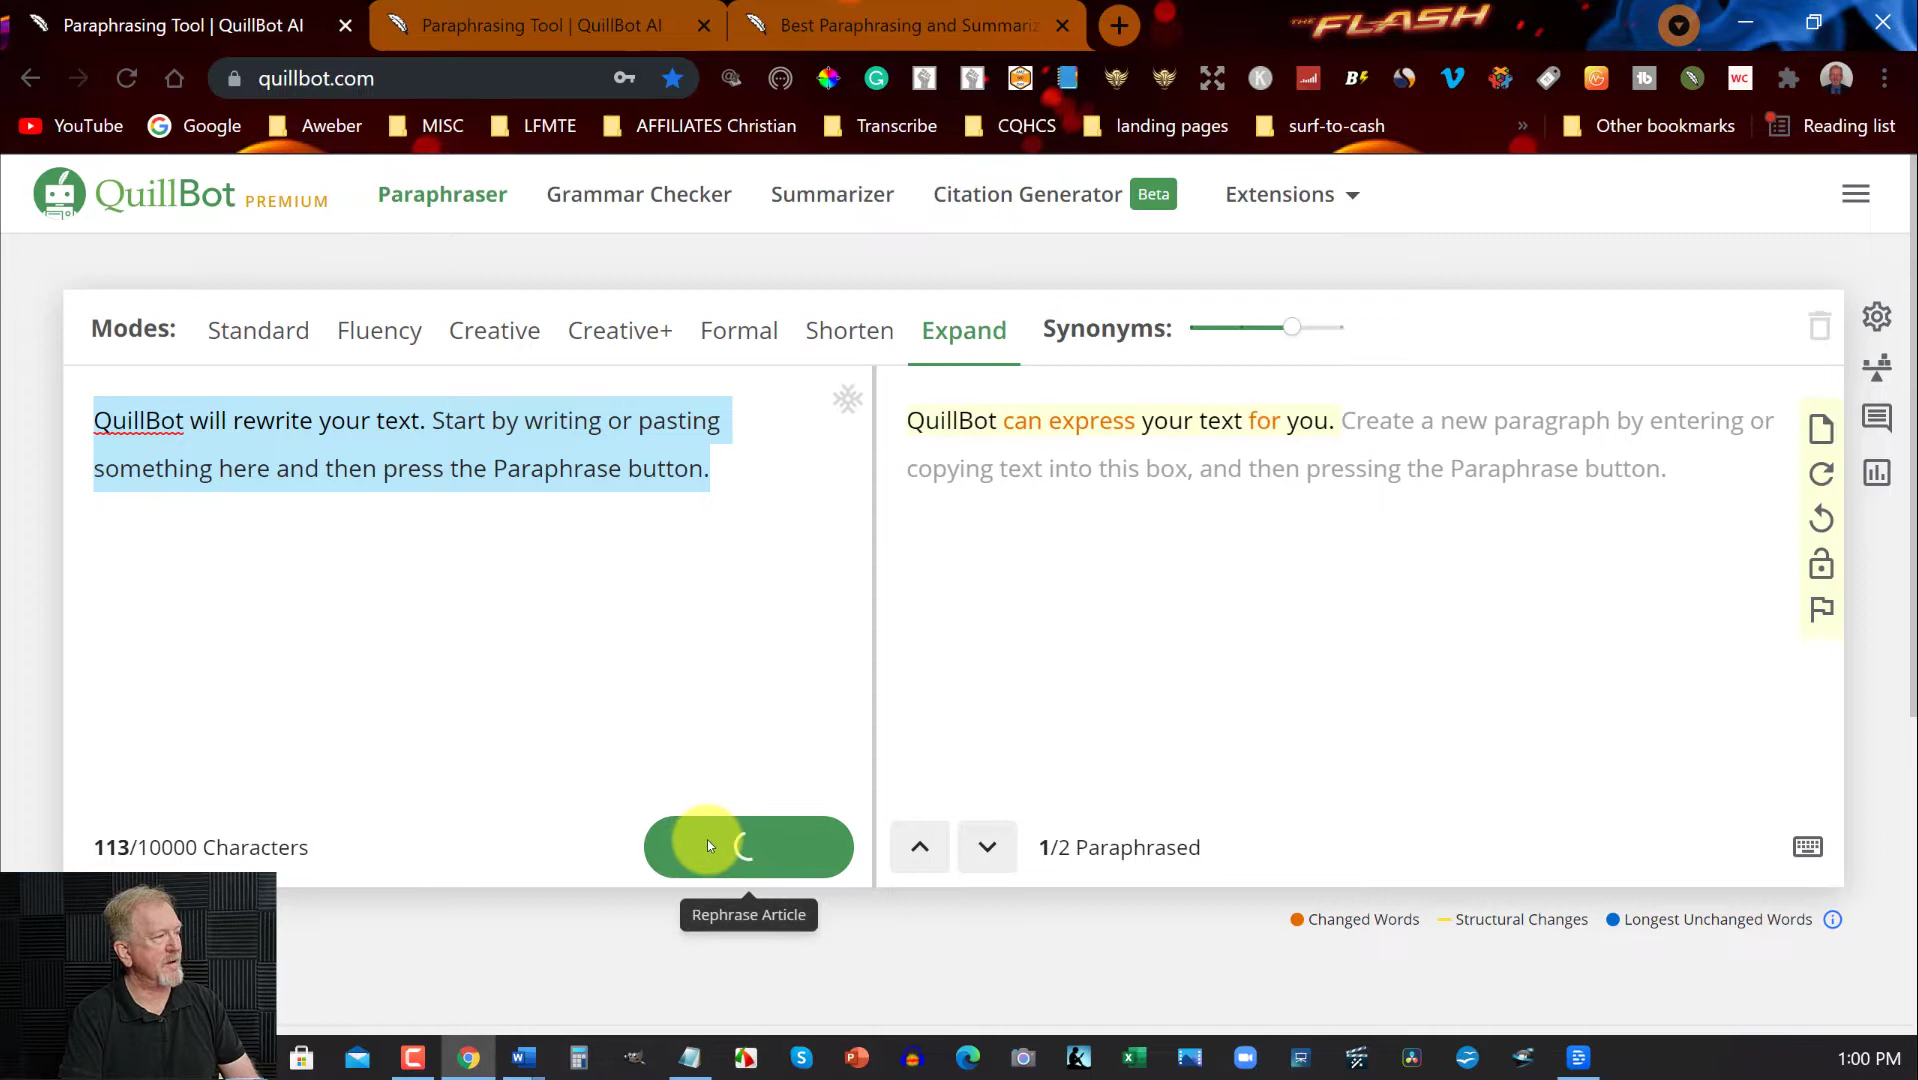 Paraphrasing Tool | QuillBot AI
Paraphrasing Tool | QuillBot AI
Best Paraphrasing and Summariz
THE FLASH
quillbot.com
YouTube
Google
Aweber
MISC
LFMTE
AFFILIATES Christian
Transcribe
CQHCS
landing pages
surf-to-cash
»
Other bookmarks
Reading list
QuillBot PREMIUM
Paraphraser
Grammar Checker
Summarizer
Citation Generator Beta
Extensions
Modes:
Standard
Fluency
Creative
Creative+
Formal
Shorten
Expand
Synonyms:
QuillBot will rewrite your text. Start by writing or pasting
something here and then press the Paraphrase button.
QuillBot can express your text for you. Create a new paragraph by entering or
copying text into this box, and then pressing the Paraphrase button.
113/10000 Characters
1/2 Paraphrased
Rephrase Article
Changed Words
Structural Changes
Longest Unchanged Words
1:00 PM